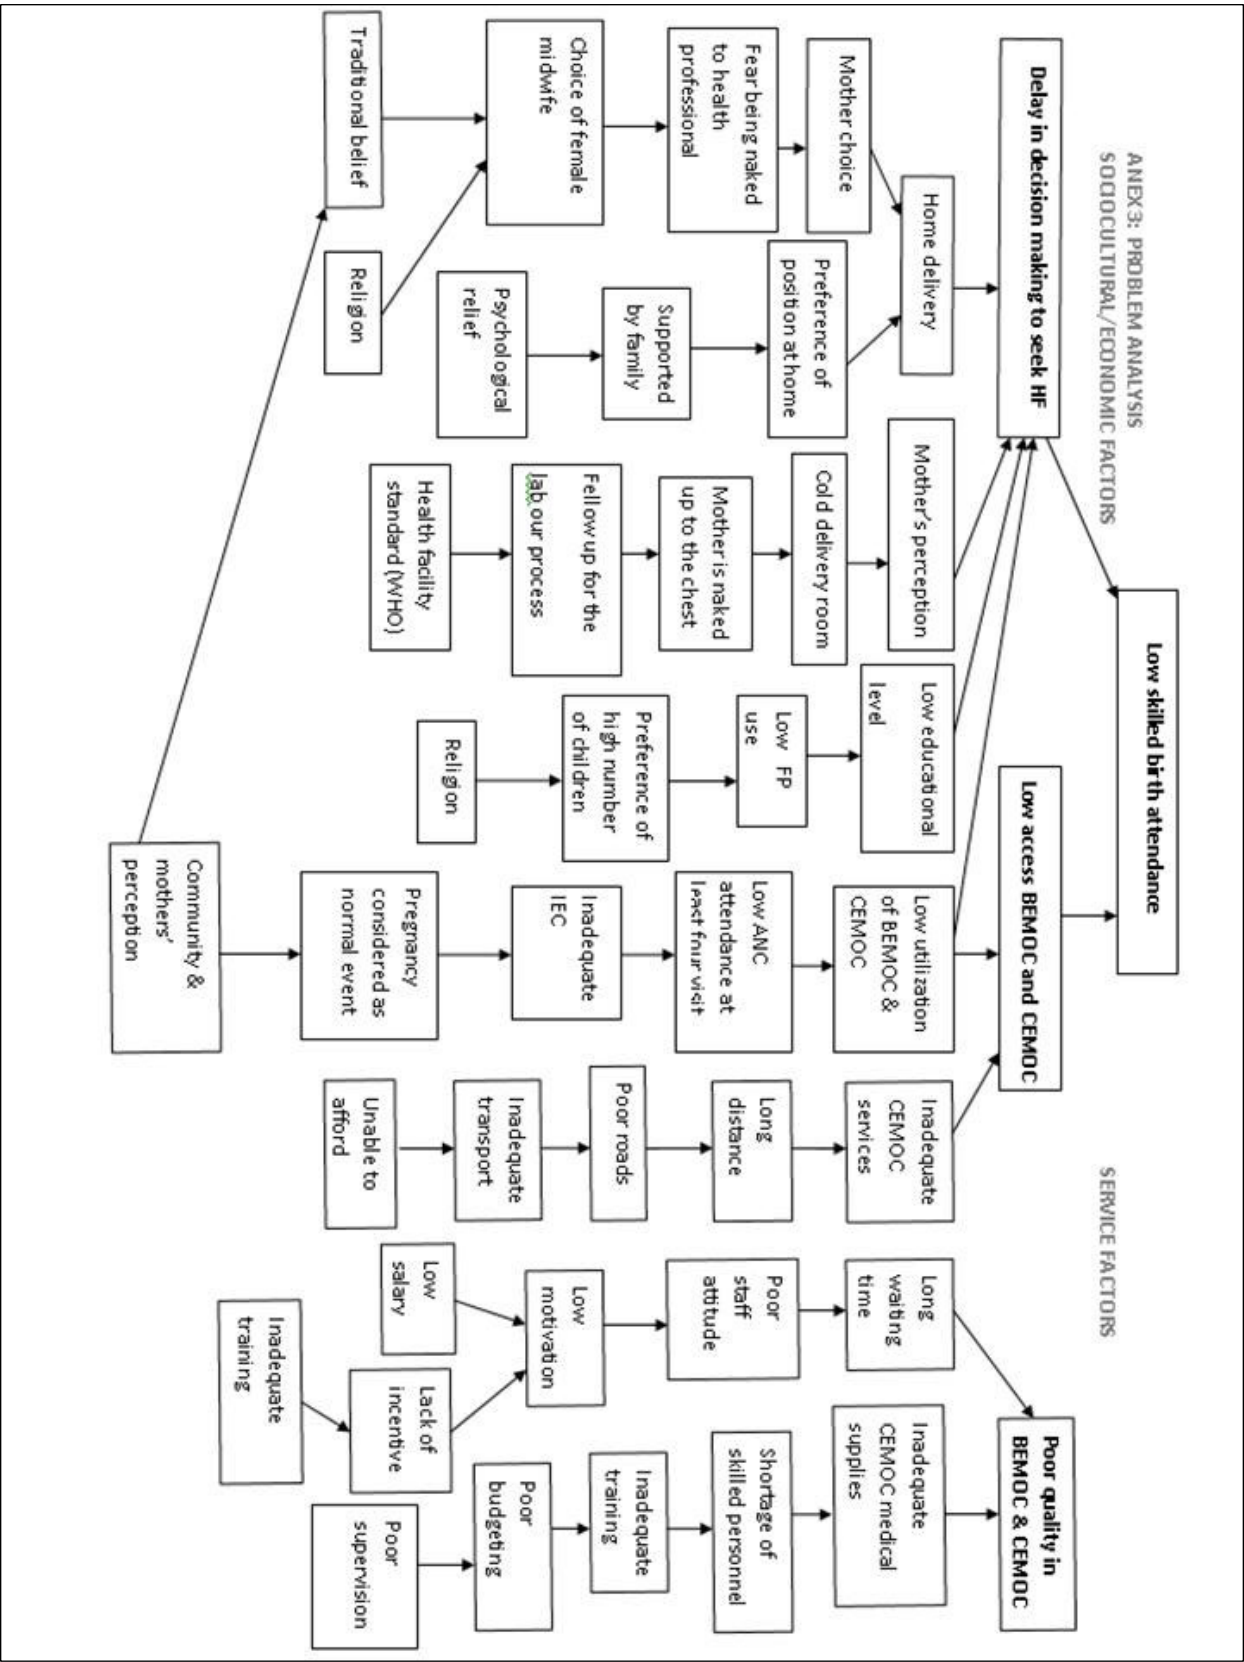 ANEX 3: PROBLEM ANALYSIS
SOCIOCULTURAL/ECONOMIC FACTORS
SERVICE FACTORS
Low skilled birth attendance
Delay in decision making to seek HF
Low access BEMOC and CEMOC
Poor quality in
BEMOC & CEMOC
Home delivery
Mother's perception
Low educational
level
Low utilization
of BEMOC &
CEMOC
Inadequate
CEMOC
services
Long
waiting
time
Inadequate
CEMOC medical
supplies
Mother choice
Preference of
position at home
Cold delivery room
Low FP
use
Low ANC
attendance at
least four visit
Long
distance
Poor
staff
attitude
Shortage of
skilled personnel
Fear being naked
to health
professional
Supported
by family
Mother is naked
up to the chest
Preference of
high number
of children
Inadequate
IEC
Poor roads
Low
motivation
Inadequate
training
Choice of female
midwife
Psychological
relief
Fellow up for the
lab our process
Religion
Pregnancy
considered as
normal event
Inadequate
transport
Low
salary
Lack of
incentive
Poor
budgeting
Traditional belief
Religion
Health facility
standard (WHO)
Community &
mothers'
perception
Unable to
afford
Inadequate
training
Poor
supervision